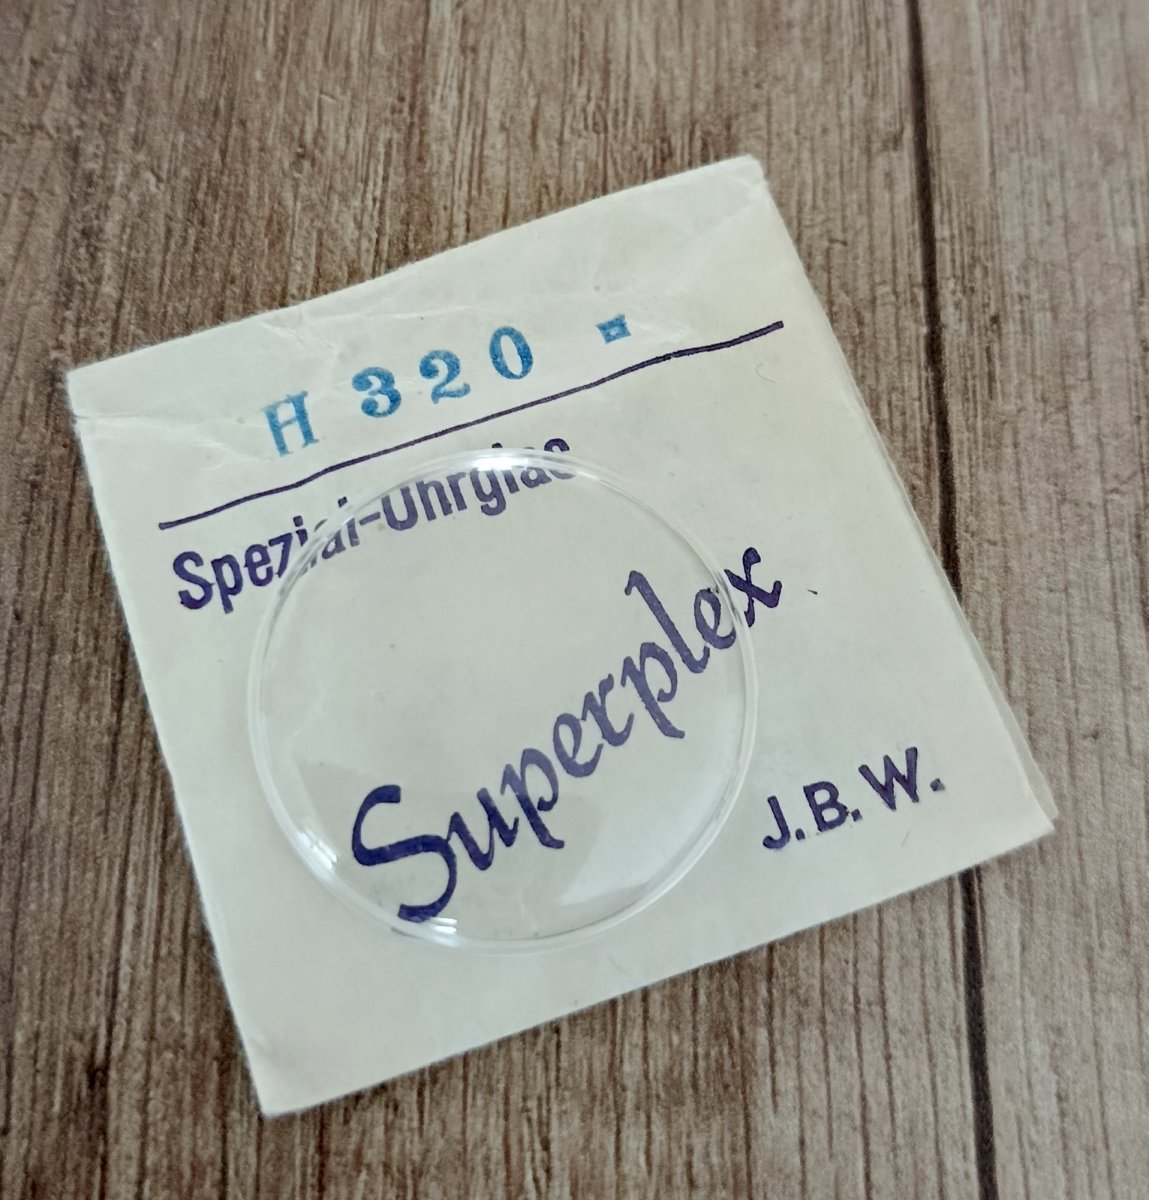 H 320 -
Spezial-Uhrglas
Superplex
J.B.W.